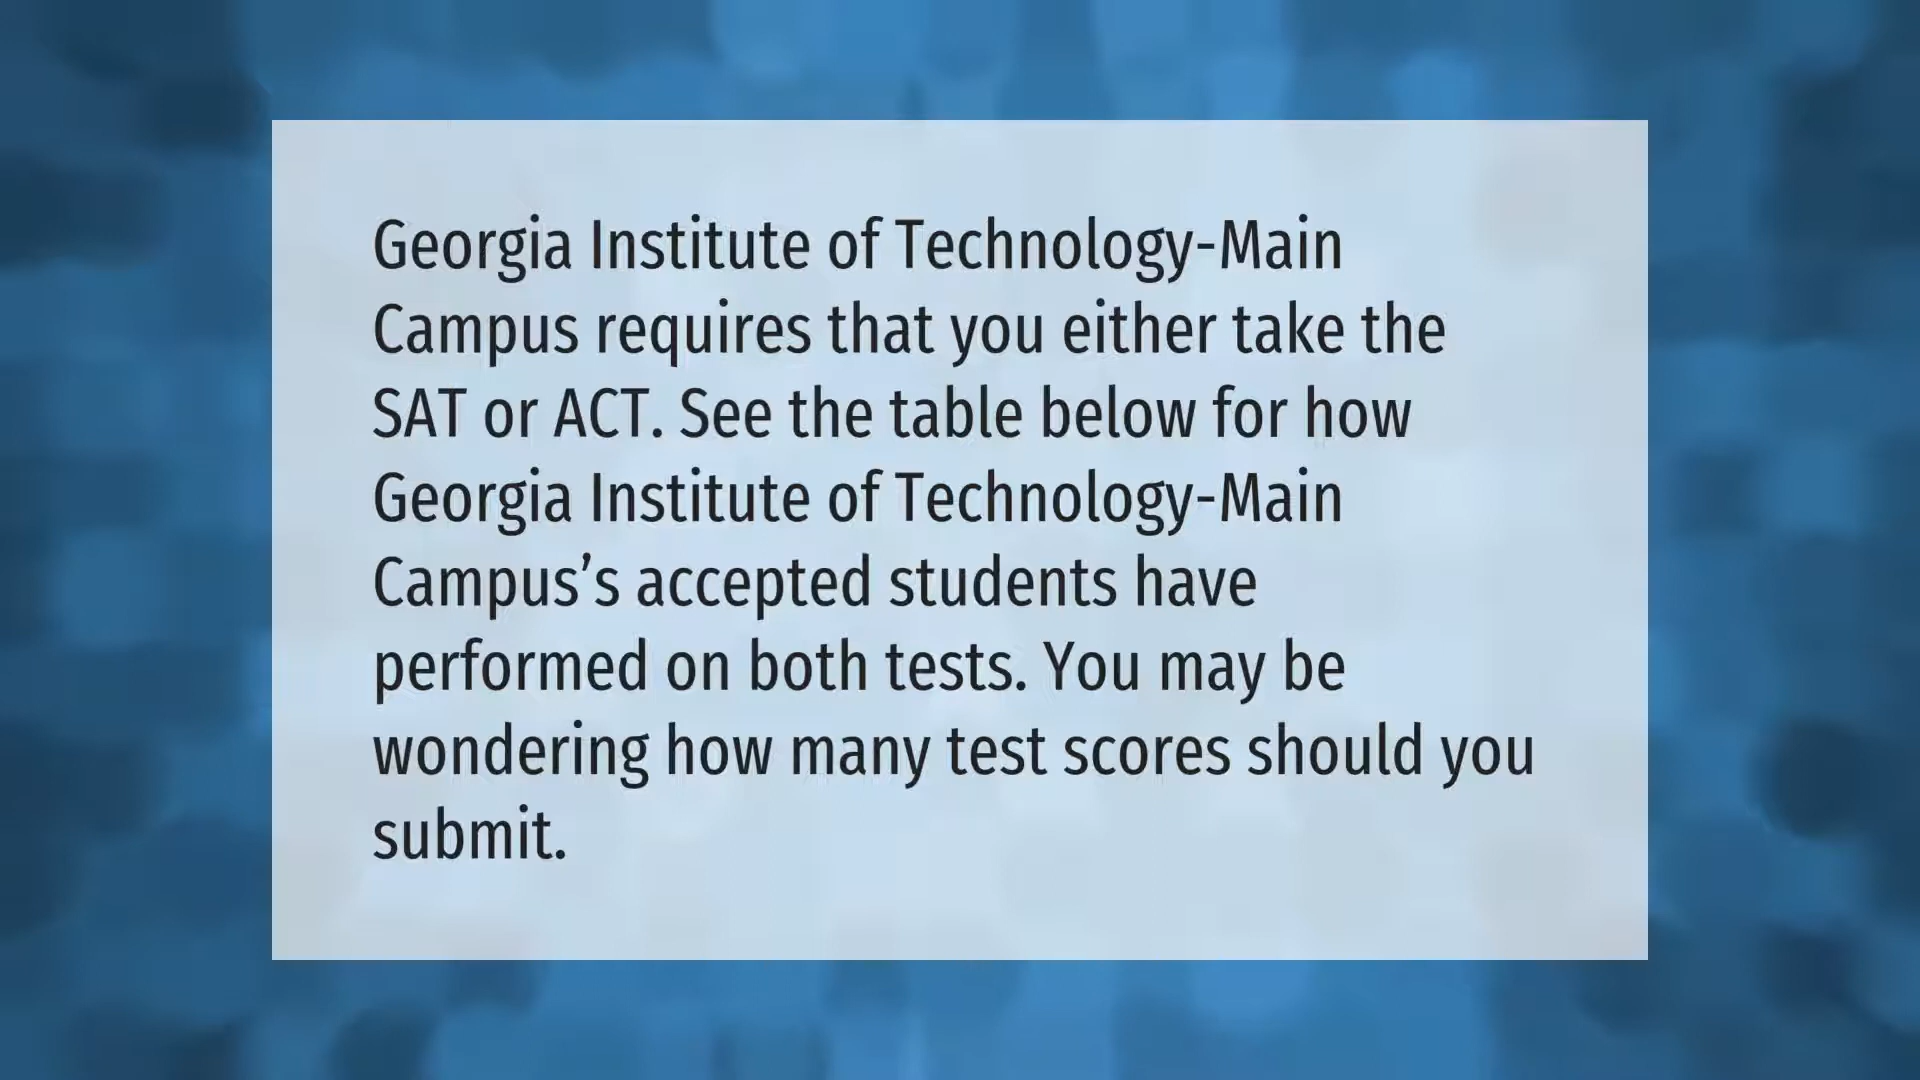 Georgia Institute of Technology-Main
Campus requires that you either take the
SAT or ACT. See the table below for how
Georgia Institute of Technology-Main
Campus’s accepted students have
performed on both tests. You may be
wondering how many test scores should you
submit.